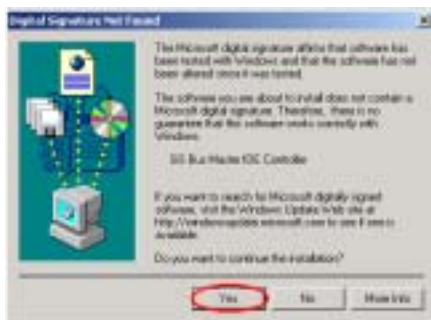 Digital Signature Not Found
The Microsoft digital signature affirms that software has
been tested with Windows and that the software has not
been altered since it was tested.
The software you are about to install does not contain a
Microsoft digital signature. Therefore, there is no
guarantee that this software works correctly with
Windows.
SiS Bus Master IDE Controller
If you want to search for Microsoft digitally signed
software, visit the Windows Update Web site at
http://windowsupdate.microsoft.com to see if one is
available.
Do you want to continue the installation?
Yes
No
More Info